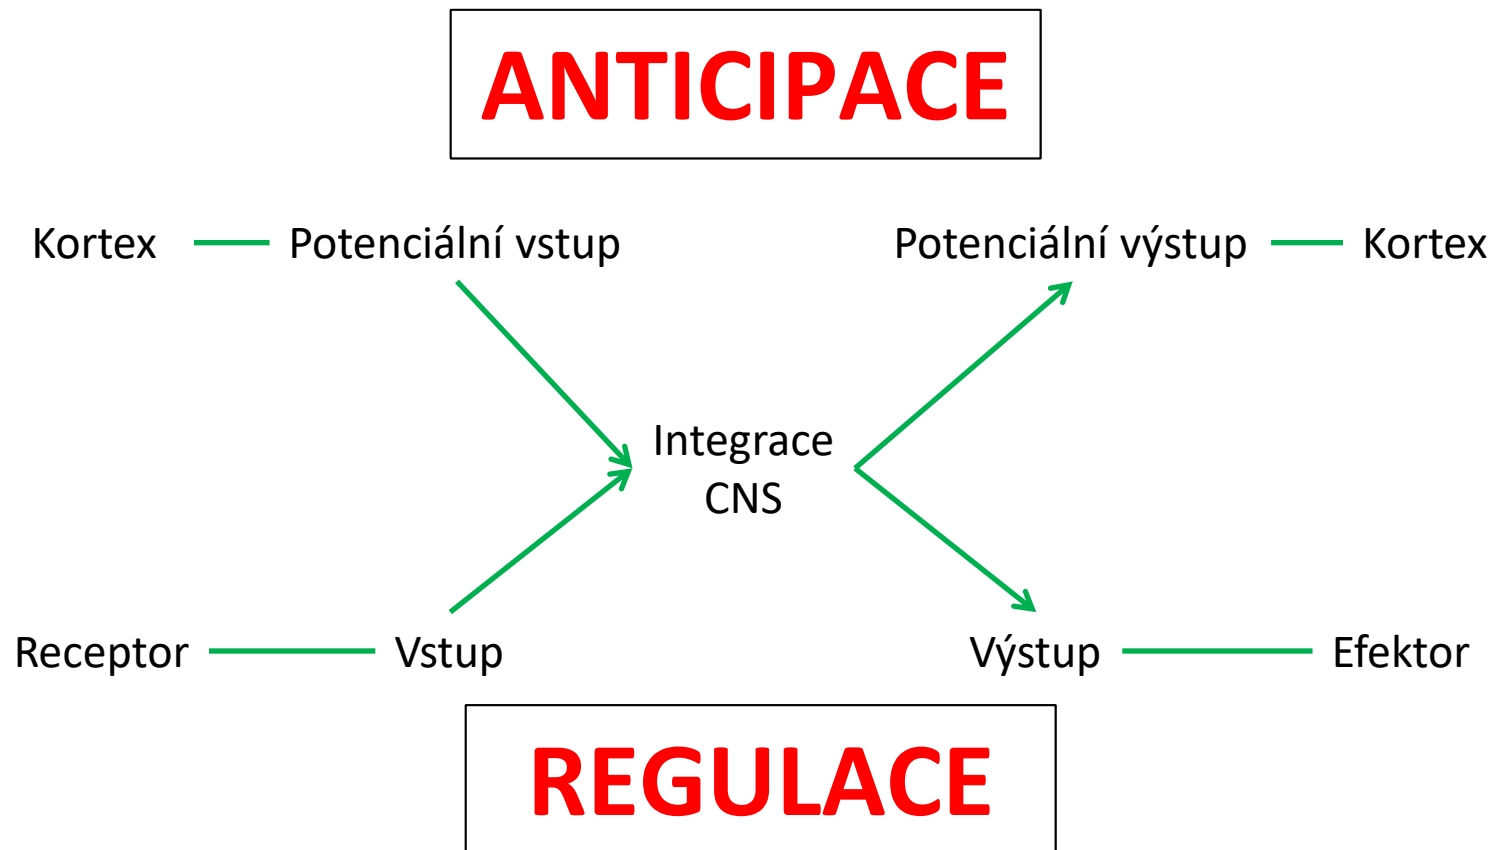 ANTICIPACE
Kortex Potenciální vstup Potenciální výstup Kortex
Integrace
CNS
Receptor Vstup Výstup Efektor
REGULACE